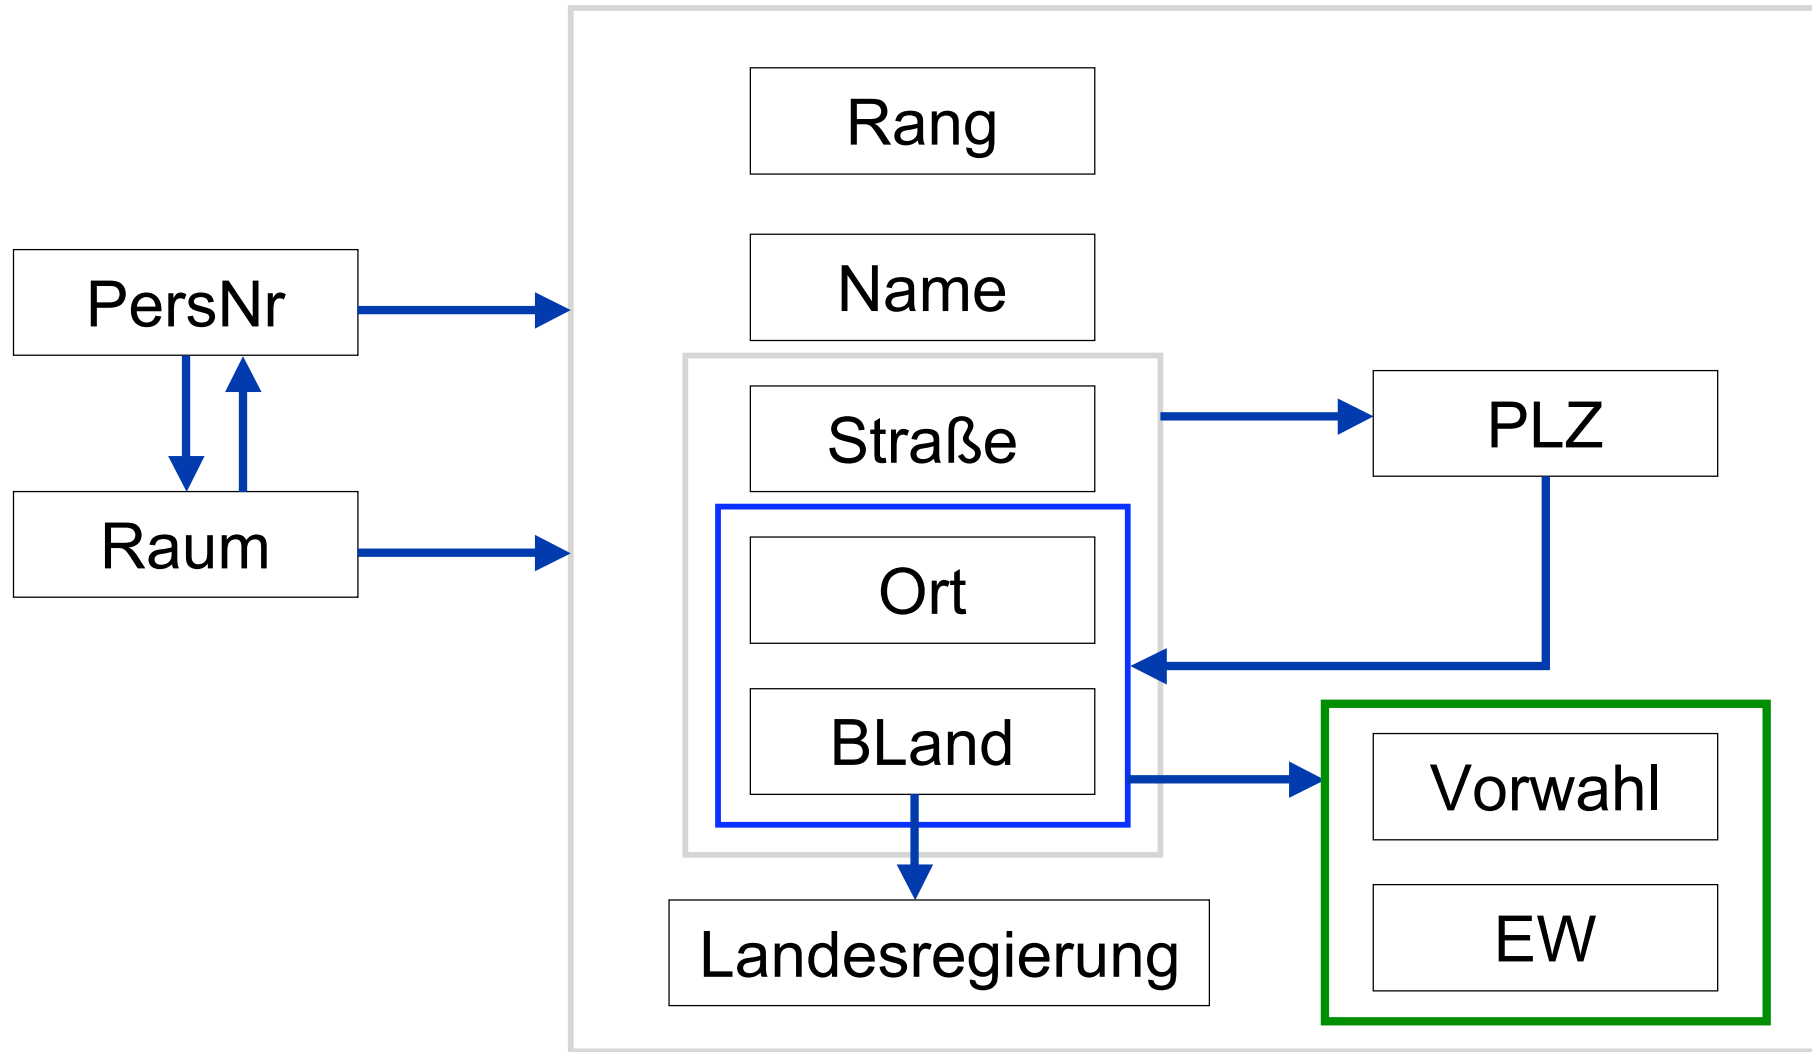 Rang
Name
PersNr
Straße
PLZ
Raum
Ort
BLand
Vorwahl
Landesregierung
EW